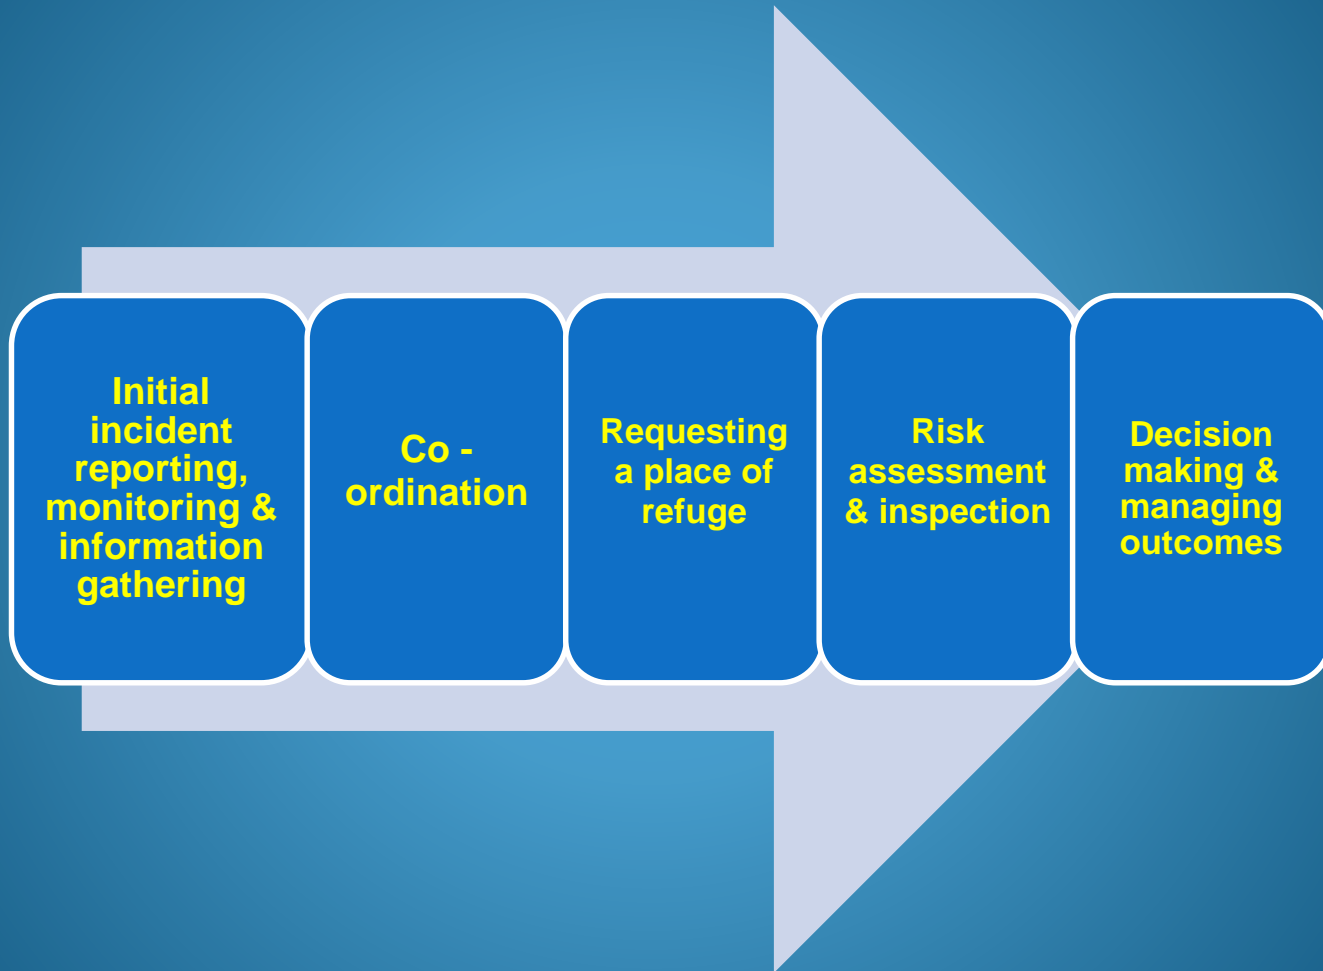 Initial
incident
reporting,
monitoring &
information
gathering
Co -
ordination
Requesting
a place of
refuge
Risk
assessment
& inspection
Decision
making &
managing
outcomes